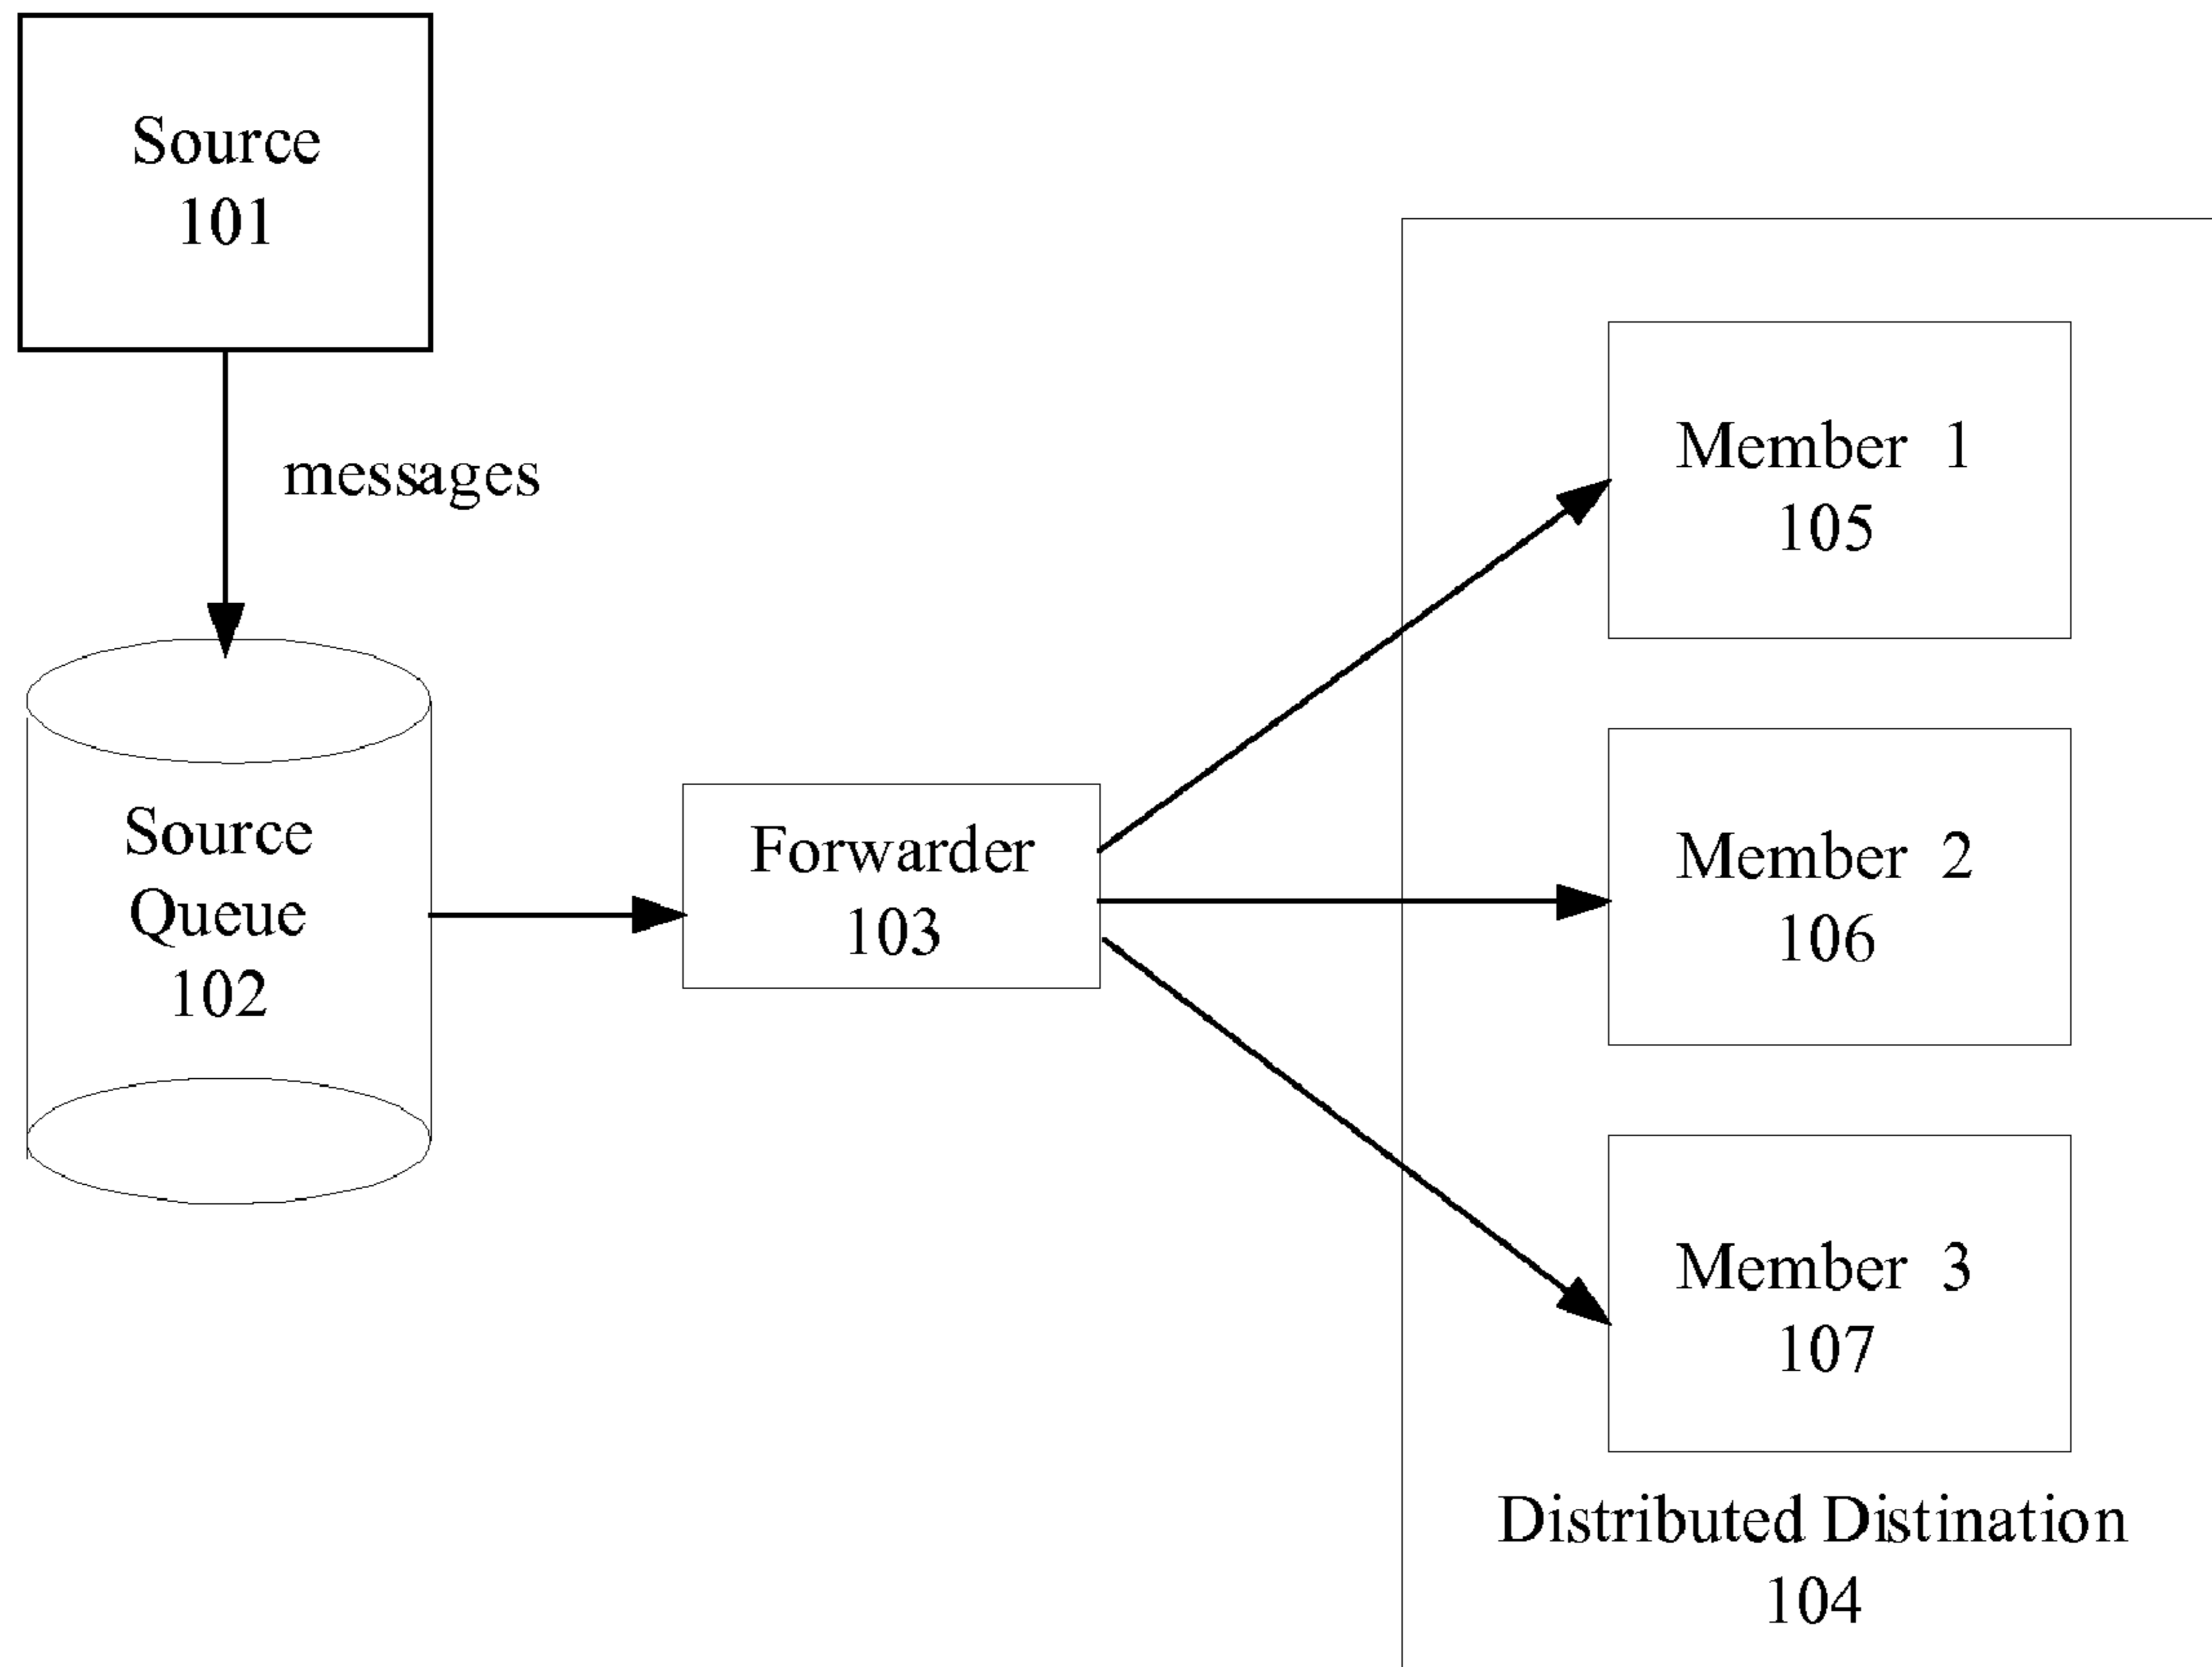 Source
101
messages
Source
Queue
102
Forwarder
103
Member 1
105
Member 2
106
Member 3
107
Distributed Distination
104